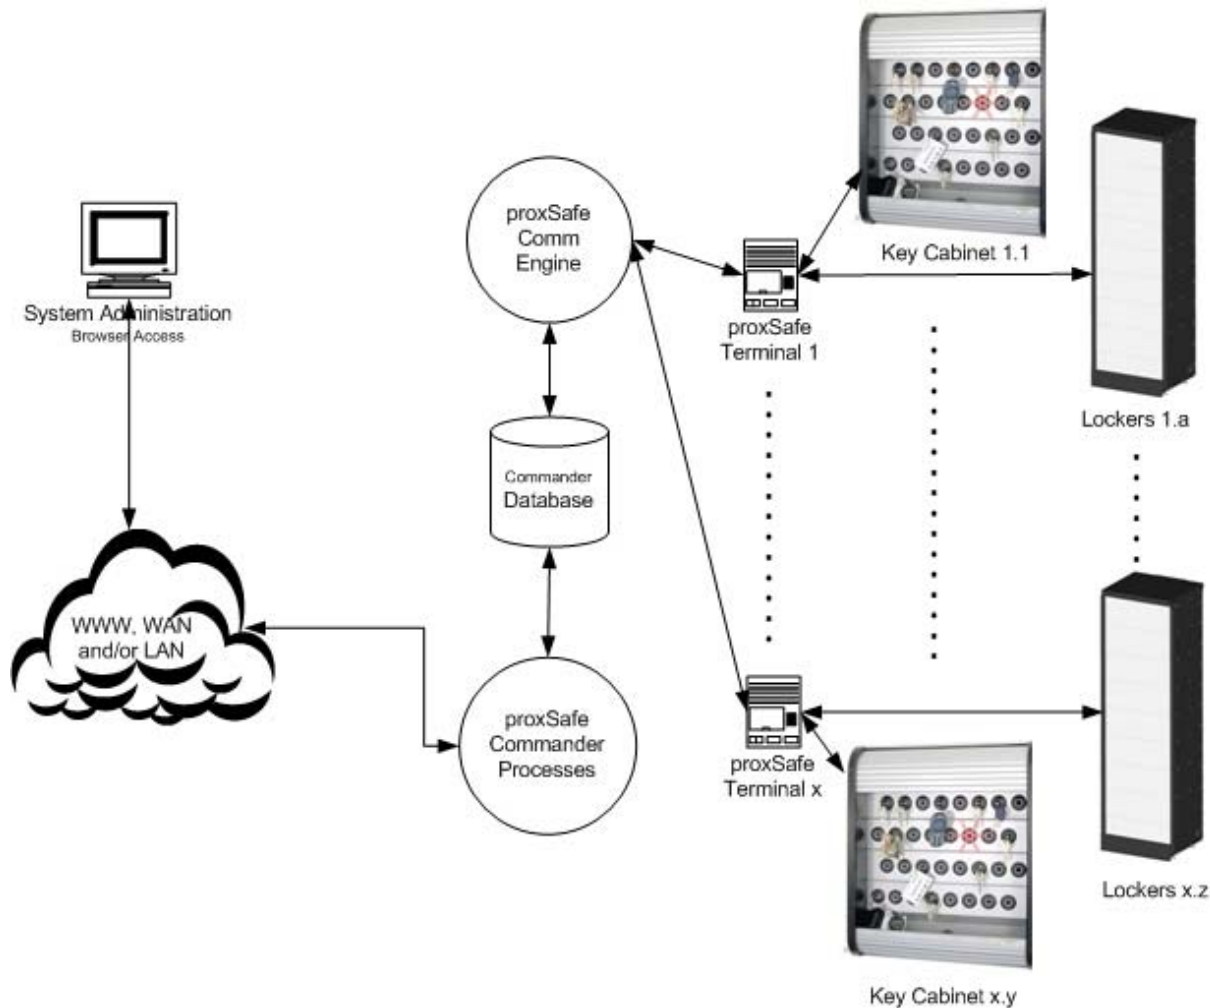 System Administration
Browser Access
WWW, WAN
and/or LAN
proxSafe
Comm
Engine
Commander
Database
proxSafe
Commander
Processes
proxSafe
Terminal 1
Key Cabinet 1.1
Lockers 1.a
proxSafe
Terminal x
Key Cabinet x.y
Lockers x.z